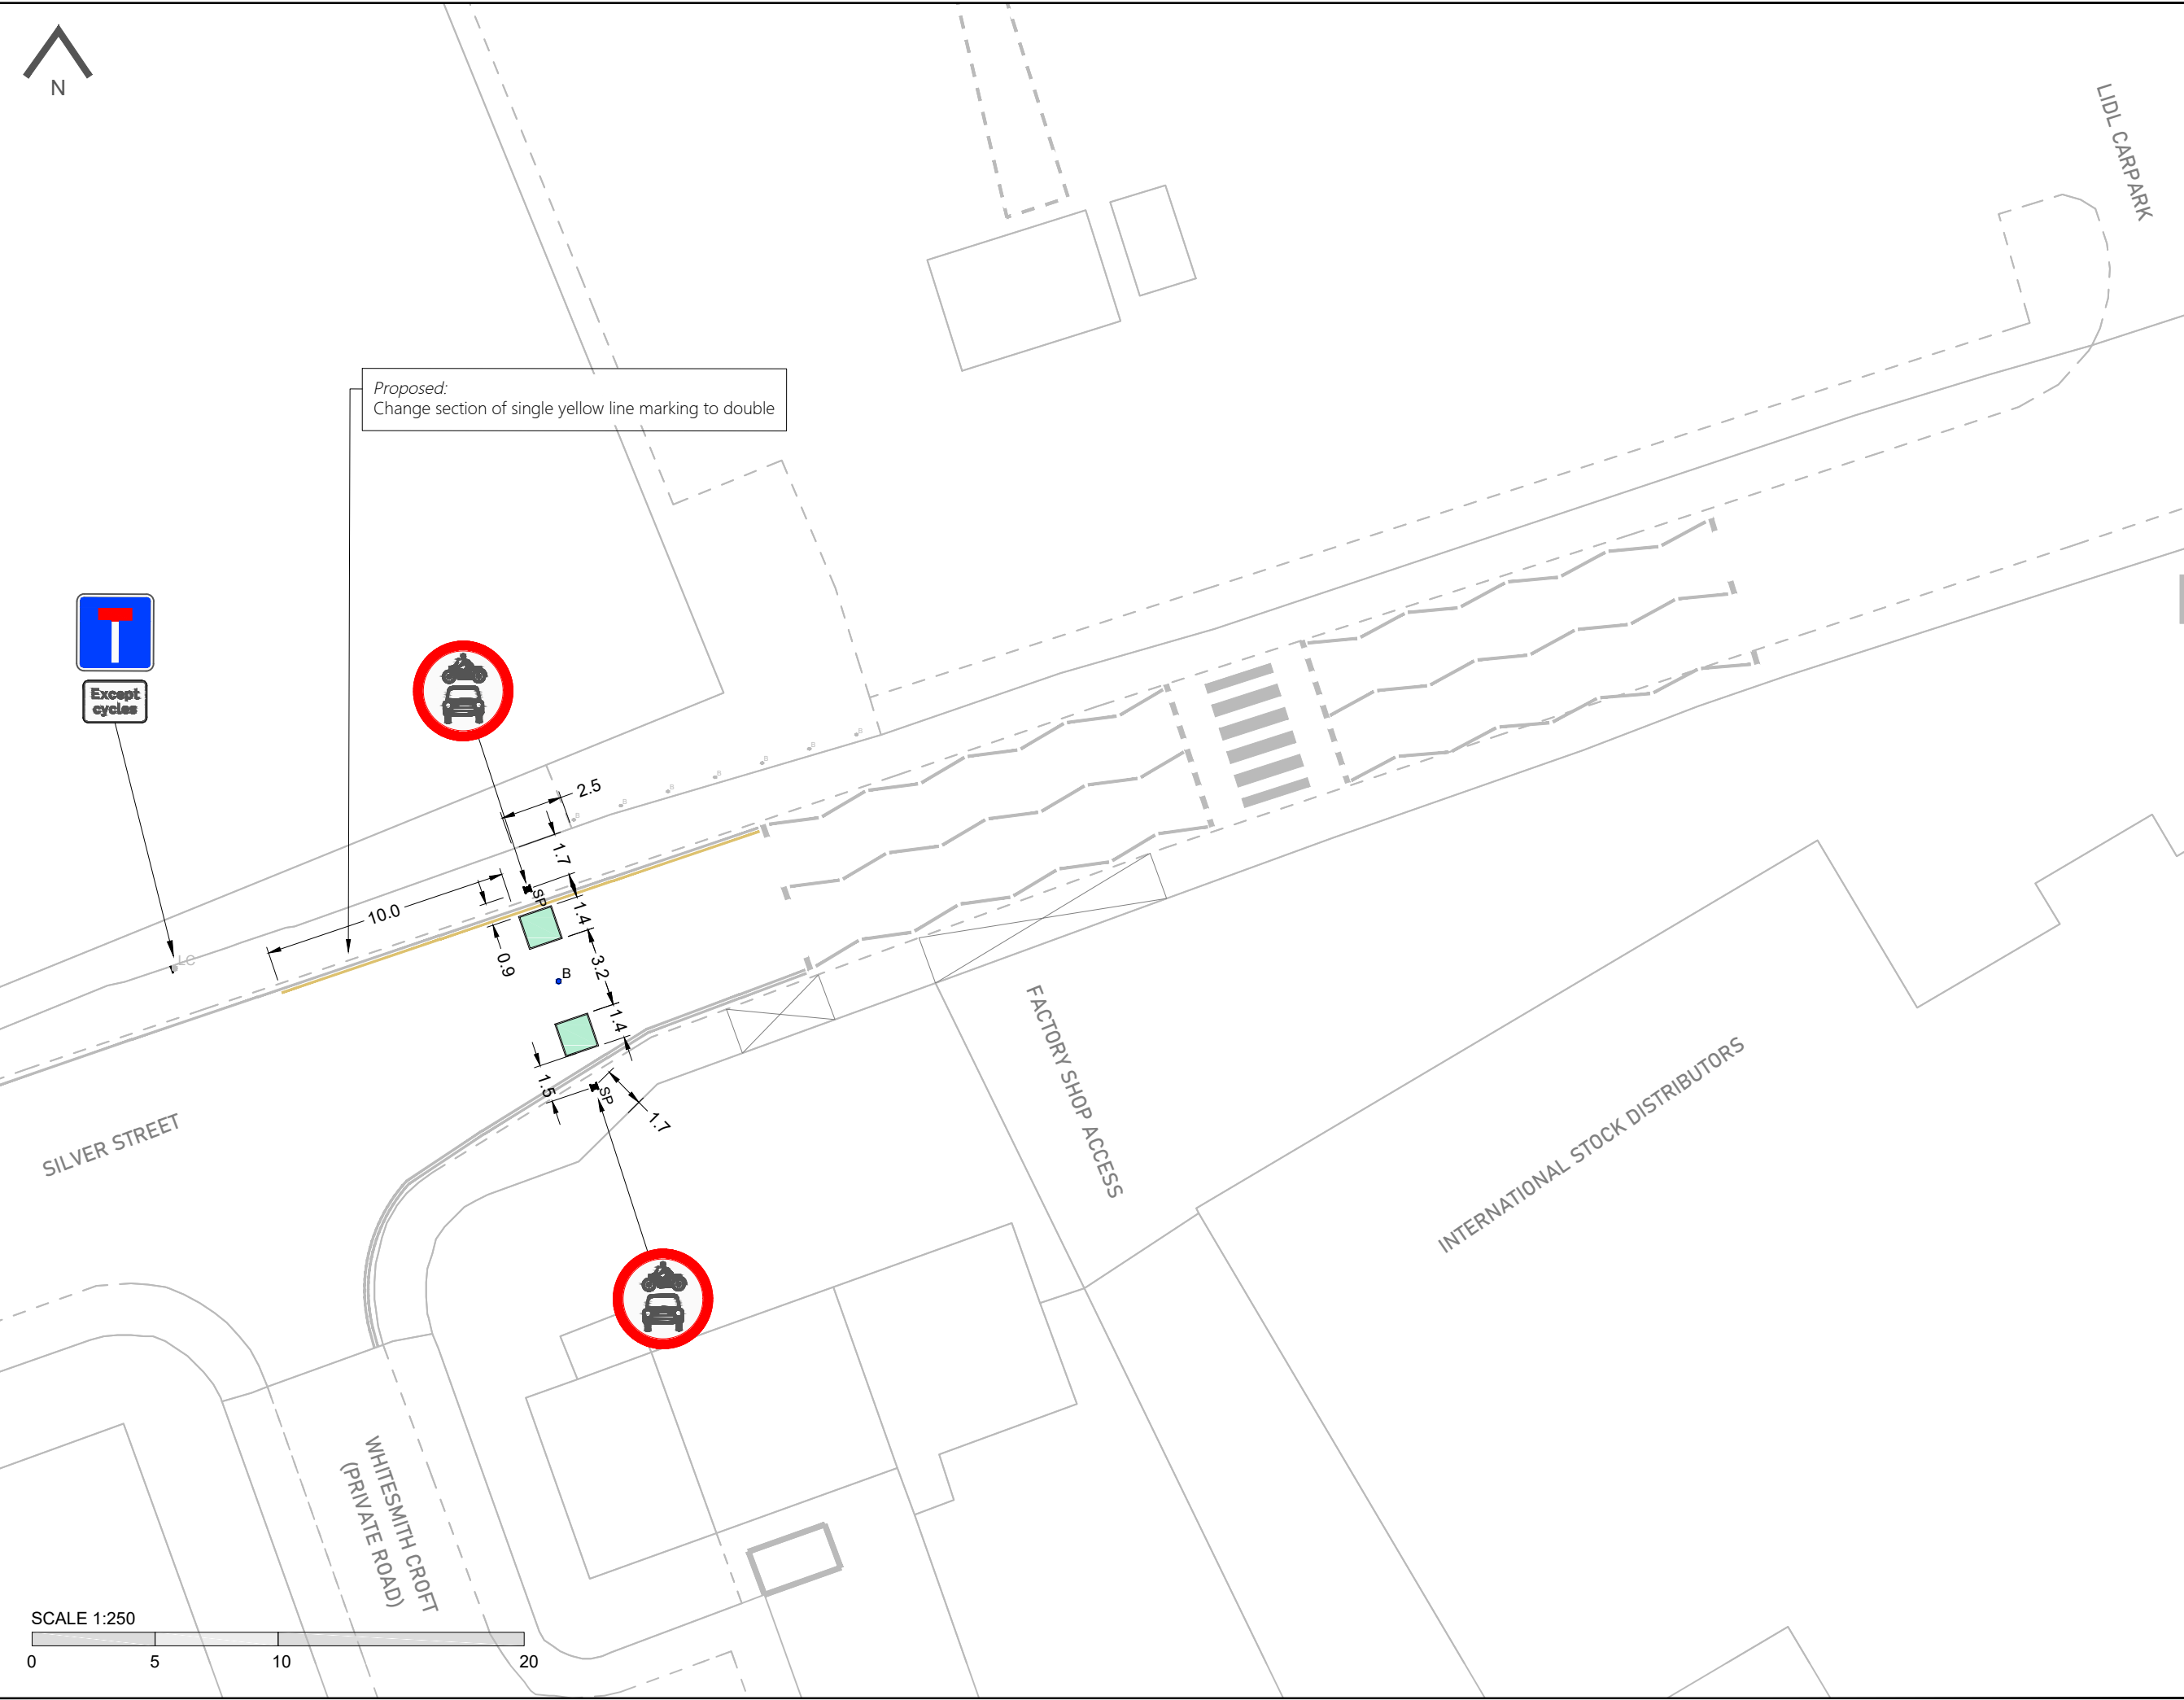 N
LIDL CARPARK
Proposed:
Change section of single yellow line marking to double
Except
cycles
2.5
1.7
SP
10.0
1.4
0.9
3.2
B
LC
B
B
B
B
B
B
B
1.4
1.5
SP
1.7
SILVER STREET
FACTORY SHOP ACCESS
INTERNATIONAL STOCK DISTRIBUTORS
WHITESMITH CROFT
(PRIVATE ROAD)
SCALE 1:250
0 5 10 20